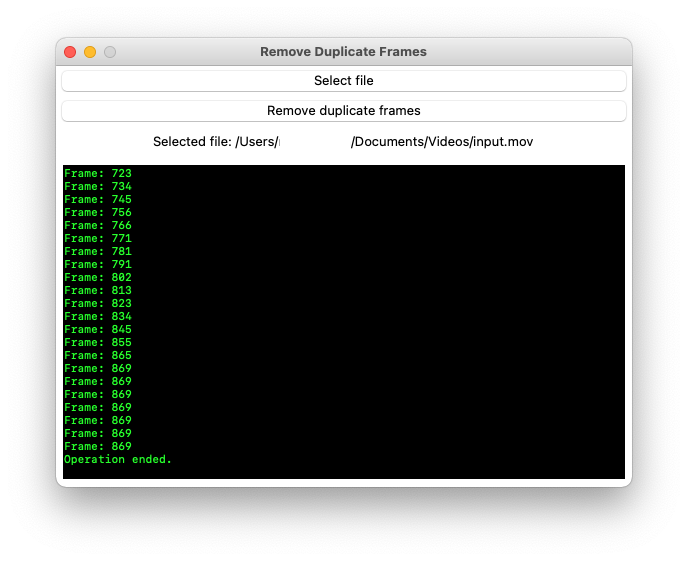 Remove Duplicate Frames
Select file
Remove duplicate frames
Selected file: /Users/ /Documents/Videos/input.mov
Frame: 723
Frame: 734
Frame: 745
Frame: 756
Frame: 766
Frame: 771
Frame: 781
Frame: 791
Frame: 802
Frame: 813
Frame: 823
Frame: 834
Frame: 845
Frame: 855
Frame: 865
Frame: 869
Frame: 869
Frame: 869
Frame: 869
Frame: 869
Frame: 869
Frame: 869
Operation ended.